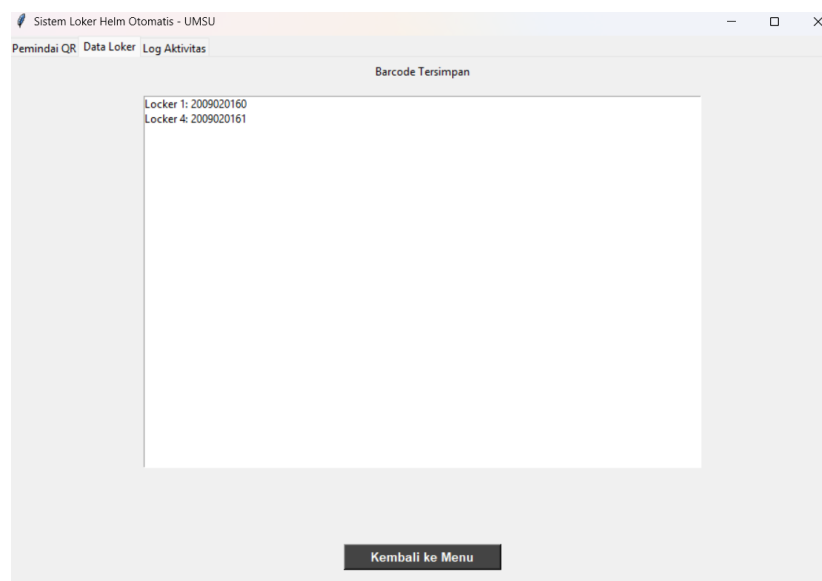 Sistem Loker Helm Otomatis - UMSU
Pemindai QR Data Loker Log Aktivitas
Barcode Tersimpan
Locker 1: 2009020160
Locker 4: 2009020161
Kembali ke Menu